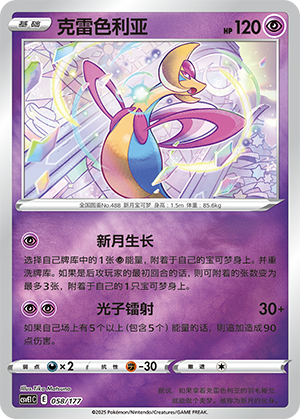 基础 克雷色利亚 HP 120
全国图鉴No.488 新月宝可梦 身高：1.5m 体重：85.6kg
新月生长
选择自己牌库中的1张能量，附着于自己的宝可梦身上。并重
洗牌库。如果是后攻玩家的最初回合的话，则可附着的张数变为
最多3张，附着于自己的1只宝可梦身上。
光子镭射 30+
如果自己场上有5个以上（包含5个）能量的话，则追加造成90
点伤害。
弱点 ×2 抵抗力 -30 撤退
Illus. Tika Matsuno
CSV8.1 C E 058/177
©2025 Pokémon/Nintendo/Creatures/GAME FREAK.